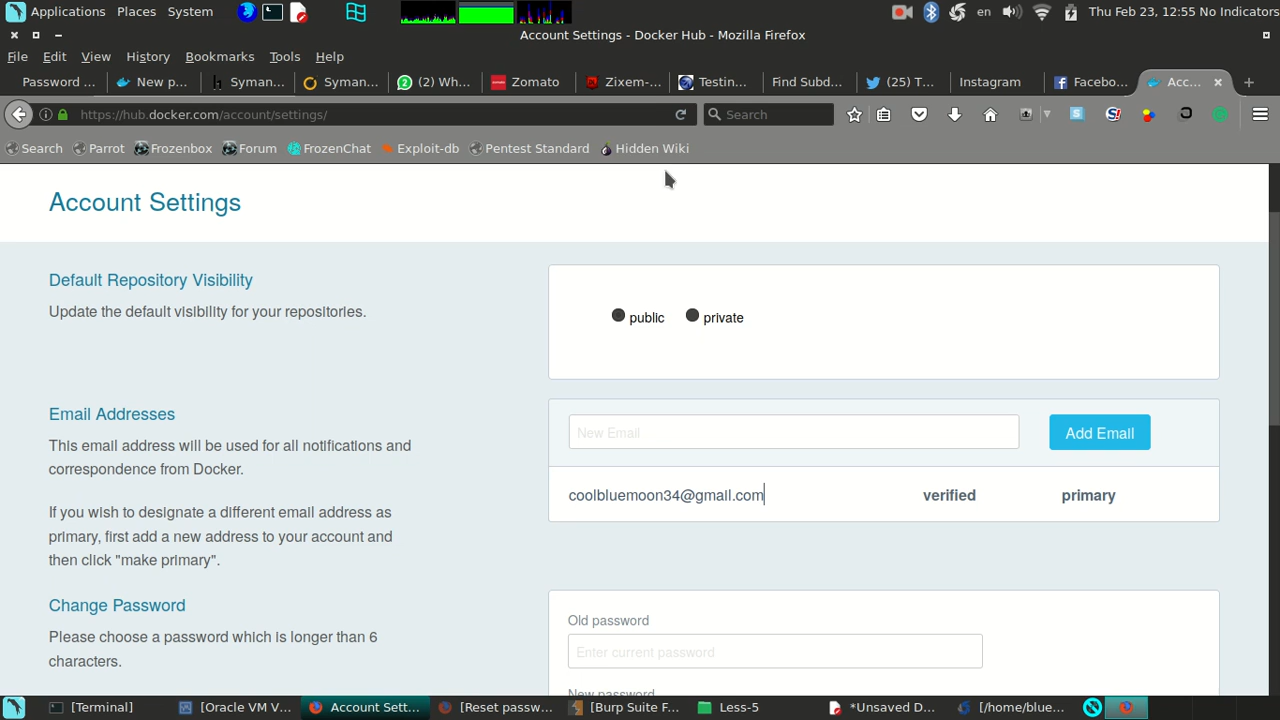 Applications Places System en Thu Feb 23, 12:55 No Indicators
Account Settings - Docker Hub - Mozilla Firefox
File Edit View History Bookmarks Tools Help
Password ... New p... Syman... Syman... (2) Wh... Zomato Zixem-... Testin... Find Subd... (25) T... Instagram Facebo... Acc...
https://hub.docker.com/account/settings/ Search
Search Parrot Frozenbox Forum FrozenChat Exploit-db Pentest Standard Hidden Wiki
Account Settings
Default Repository Visibility
Update the default visibility for your repositories.
public private
Email Addresses
This email address will be used for all notifications and
correspondence from Docker.
If you wish to designate a different email address as
primary, first add a new address to your account and
then click "make primary".
New Email Add Email
coolbluemoon34@gmail.com verified primary
Change Password
Please choose a password which is longer than 6
characters.
Old password
Enter current password
New password
[Terminal] [Oracle VM V... Account Sett... [Reset passw... [Burp Suite F... Less-5 *Unsaved D... [/home/blue...